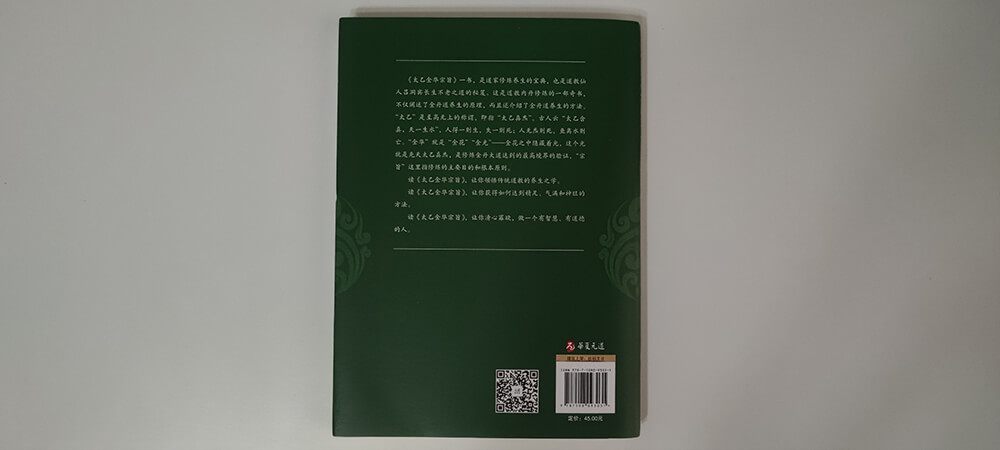 《太乙金华宗旨》一书，是道家修炼养生的宝典，也是道教仙
人吕洞宾长生不老之道的秘笈。这是道教内丹修炼的一部奇书，
不仅阐述了金丹道养生的原理，而且还介绍了金丹道养生的方法。
“太乙”是至高无上的称谓，即指“太乙真炁”。古人云“太乙含
真，天一生水”，人得一则生、失一则死；人无炁则死，鱼离水则
亡。“金华”就是“金花”“金光”——金花之中隐藏着光，这个光
就是先天太乙真炁，是修炼金丹大道达到的最高境界的验证，“宗
旨”这里指修炼的主要目的和根本原则。
读《太乙金华宗旨》，让你领悟传统道教的养生之学。
读《太乙金华宗旨》，让你获得如何达到精足、气满和神旺的
方法。
读《太乙金华宗旨》，让你清心寡欲，做一个有智慧、有道德
的人。
華夏元道
定价：45.00元